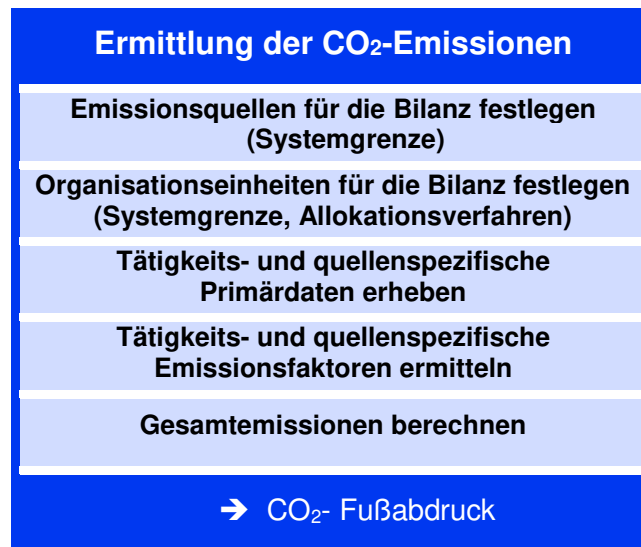 Ermittlung der CO₂-Emissionen
Emissionsquellen für die Bilanz festlegen
(Systemgrenze)
Organisationseinheiten für die Bilanz festlegen
(Systemgrenze, Allokationsverfahren)
Tätigkeits- und quellenspezifische
Primärdaten erheben
Tätigkeits- und quellenspezifische
Emissionsfaktoren ermitteln
Gesamtemissionen berechnen
➔ CO₂- Fußabdruck